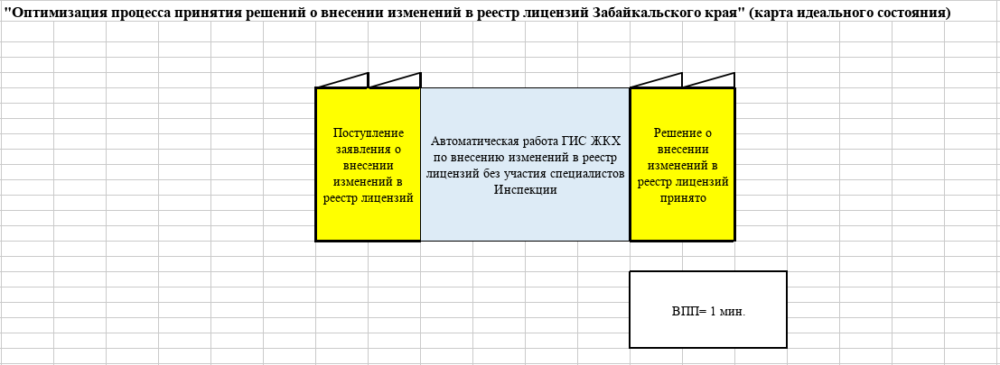 "Оптимизация процесса принятия решений о внесении изменений в реестр лицензий Забайкальского края" (карта идеального состояния)
Поступление
заявления о
внесении
изменений в
реестр лицензий
Автоматическая работа ГИС ЖКХ
по внесению изменений в реестр
лицензий без участия специалистов
Инспекции
Решение о
внесении
изменений в
реестр лицензий
принято
ВПП= 1 мин.